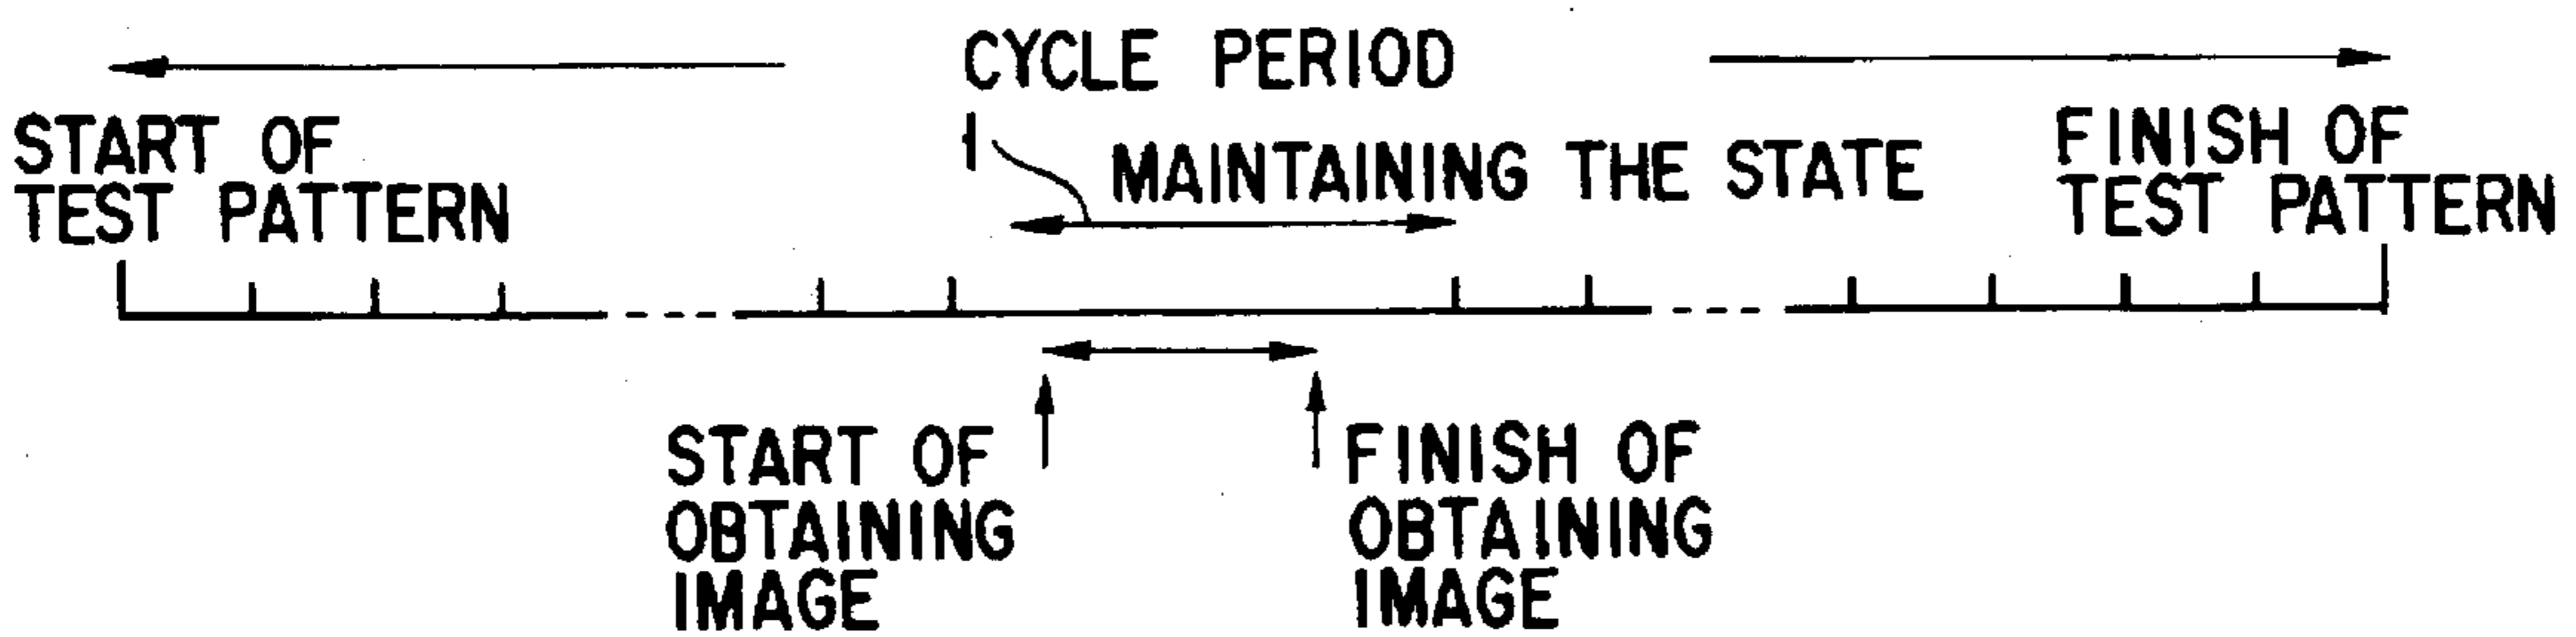 CYCLE PERIOD
START OF
TEST PATTERN
1
MAINTAINING THE STATE
FINISH OF
TEST PATTERN
START OF
OBTAINING
IMAGE
FINISH OF
OBTAINING
IMAGE